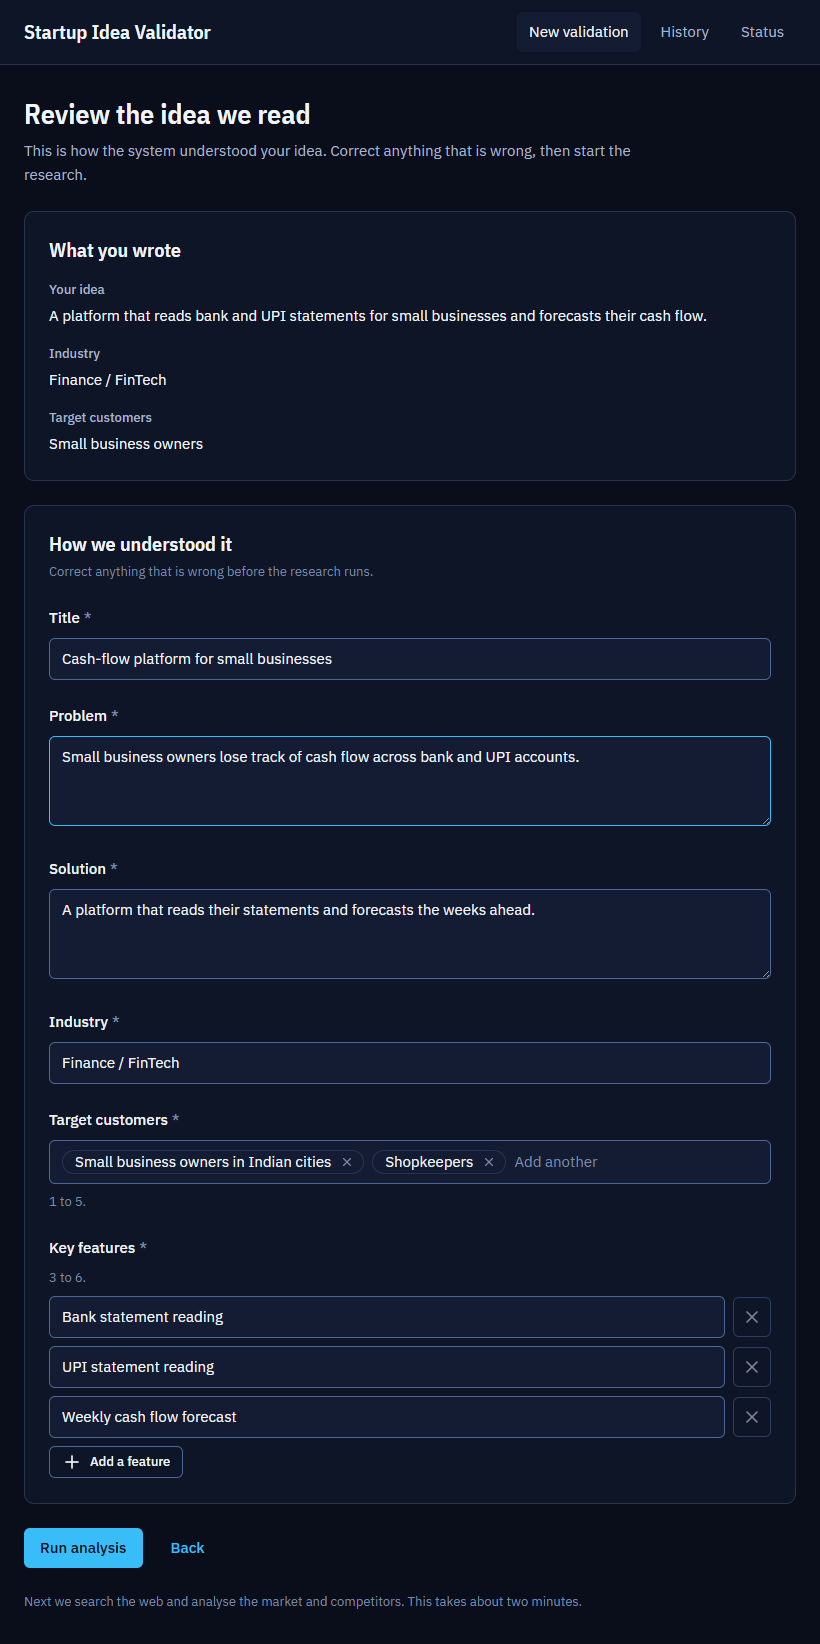 Startup Idea Validator
New validation
History
Status
Review the idea we read
This is how the system understood your idea. Correct anything that is wrong, then start the
research.
What you wrote
Your idea
A platform that reads bank and UPI statements for small businesses and forecasts their cash flow.
Industry
Finance / FinTech
Target customers
Small business owners
How we understood it
Correct anything that is wrong before the research runs.
Title *
Cash-flow platform for small businesses
Problem *
Small business owners lose track of cash flow across bank and UPI accounts.
Solution *
A platform that reads their statements and forecasts the weeks ahead.
Industry *
Finance / FinTech
Target customers *
Small business owners in Indian cities × Shopkeepers × Add another
1 to 5.
Key features *
3 to 6.
Bank statement reading
UPI statement reading
Weekly cash flow forecast
+ Add a feature
Run analysis
Back
Next we search the web and analyse the market and competitors. This takes about two minutes.